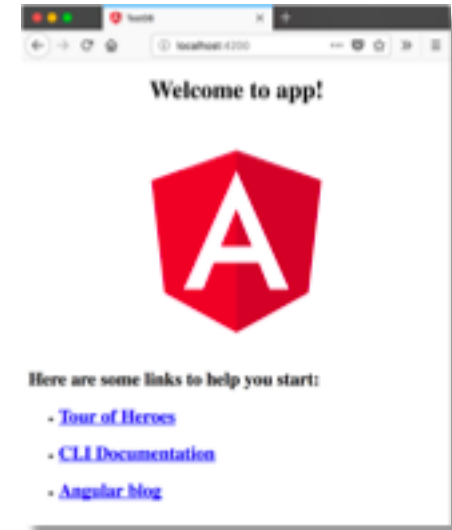 localhost:4200
Welcome to app!
A
Here are some links to help you start:
Tour of Heroes
CLI Documentation
Angular blog